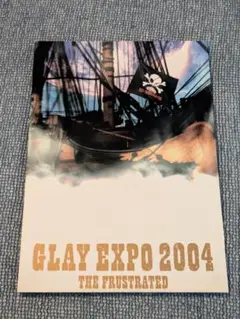 GLAY EXPO 2004
THE FRUSTRATED